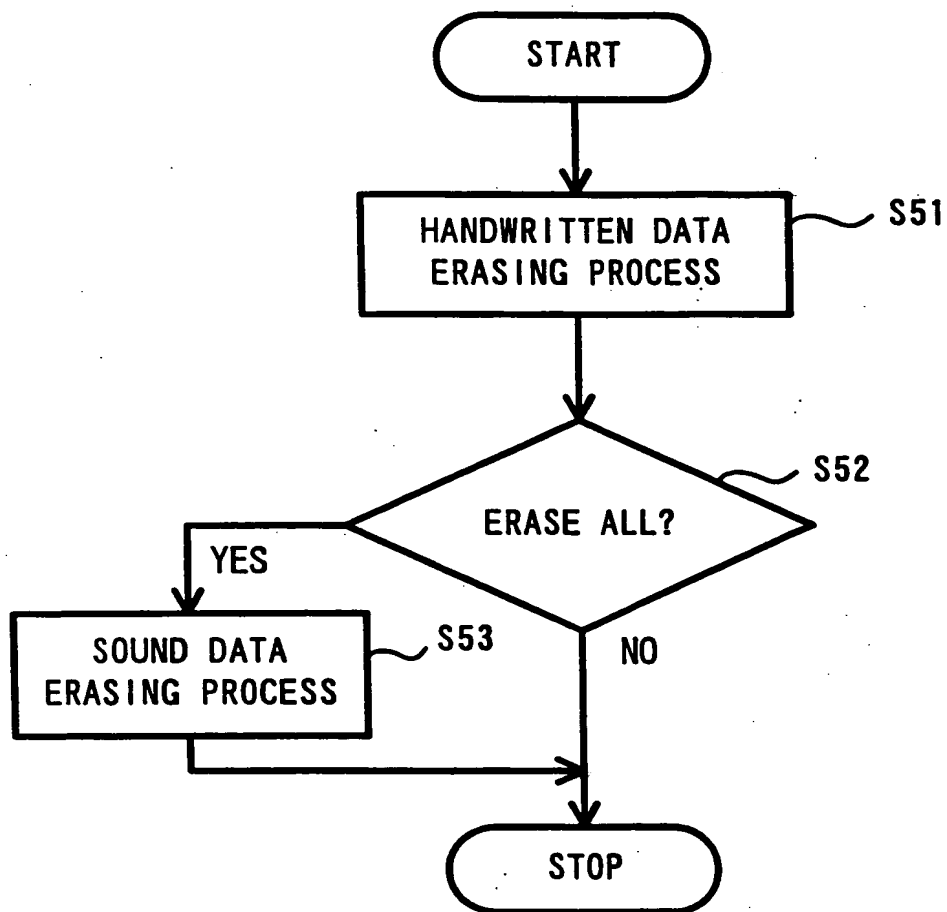 START
HANDWRITTEN DATA
ERASING PROCESS
S51
ERASE ALL?
S52
YES
NO
SOUND DATA
ERASING PROCESS
S53
STOP